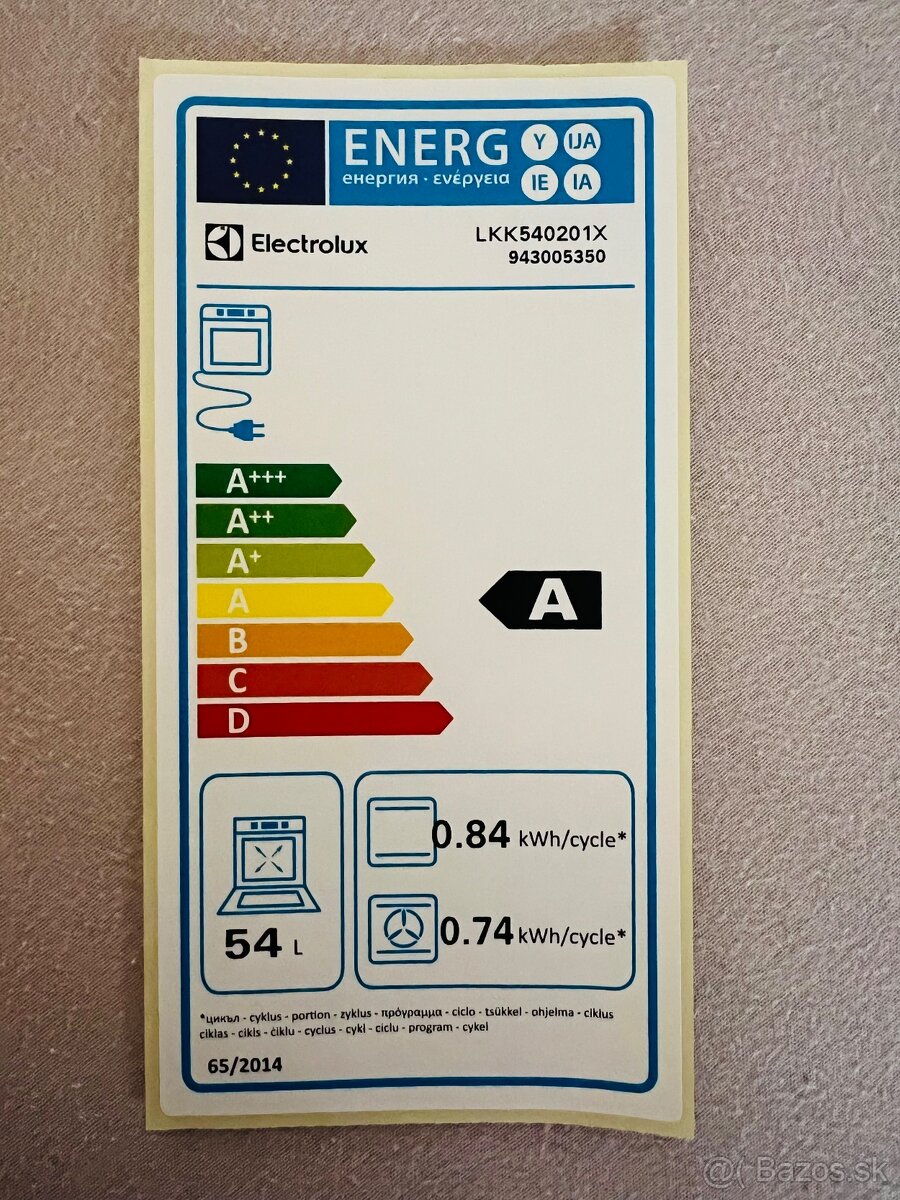 ENERG Y IJA
енергия · ενέργεια IE IA
Electrolux
LKK540201X
943005350
A+++
A++
A+
A
B
C
D
A
54 L
0.84 kWh/cycle*
0.74 kWh/cycle*
*цикъл - cyklus - portion - zyklus - πρόγραμμα - ciclo - tsükkel - ohjelma - ciklus
ciklas - cikls - ċiklu - cyclus - cykl - ciclu - program - cykel
65/2014
@( Bazos.sk